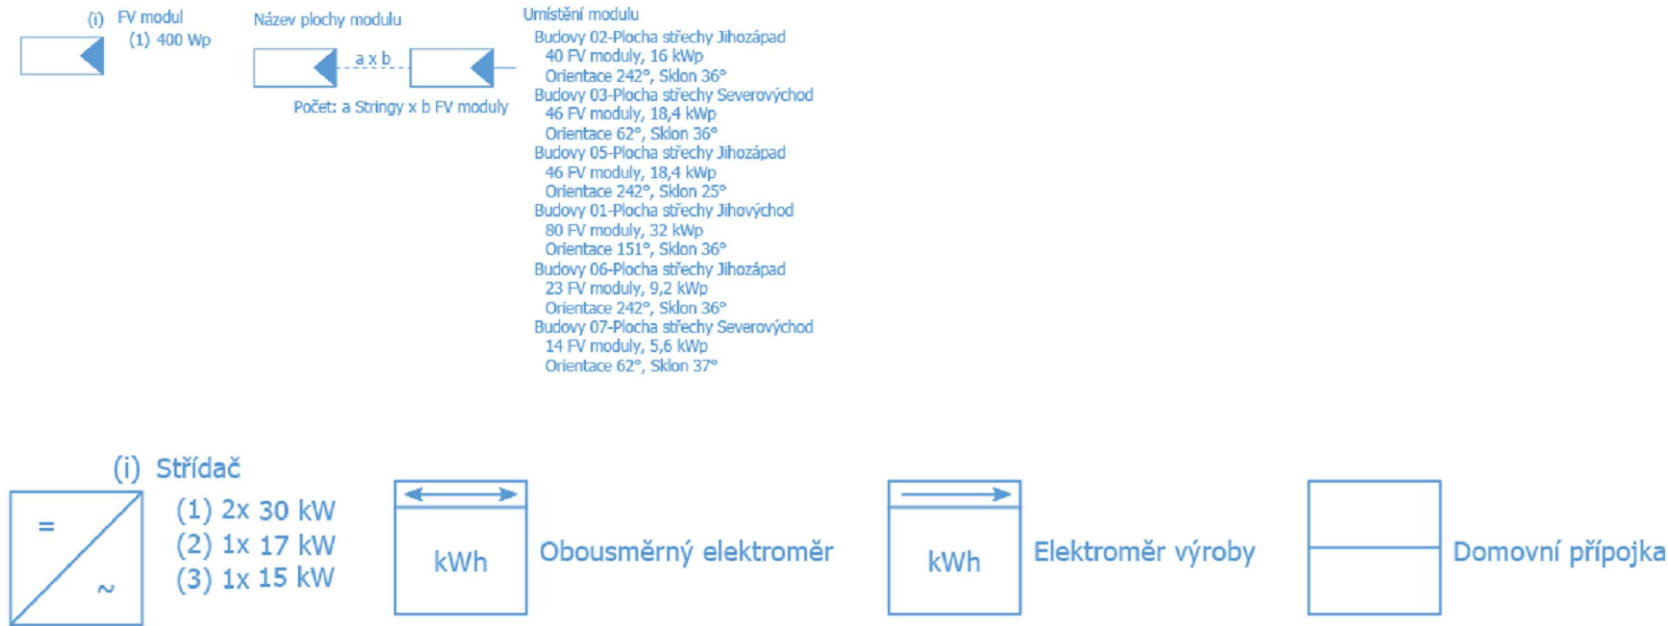 (i) FV modul
(1) 400 Wp
Název plochy modulu
a x b
Počet: a Stringy x b FV moduly
Umístění modulu
Budovy 02-Plocha střechy Jihozápad
40 FV moduly, 16 kWp
Orientace 242°, Sklon 36°
Budovy 03-Plocha střechy Severovýchod
46 FV moduly, 18,4 kWp
Orientace 62°, Sklon 36°
Budovy 05-Plocha střechy Jihozápad
46 FV moduly, 18,4 kWp
Orientace 242°, Sklon 25°
Budovy 01-Plocha střechy Jihovýchod
80 FV moduly, 32 kWp
Orientace 151°, Sklon 36°
Budovy 06-Plocha střechy Jihozápad
23 FV moduly, 9,2 kWp
Orientace 242°, Sklon 36°
Budovy 07-Plocha střechy Severovýchod
14 FV moduly, 5,6 kWp
Orientace 62°, Sklon 37°
(i) Střídač
= ~
(1) 2x 30 kW
(2) 1x 17 kW
(3) 1x 15 kW
kWh
Obousměrný elektroměr
kWh
Elektroměr výroby
Domovní přípojka